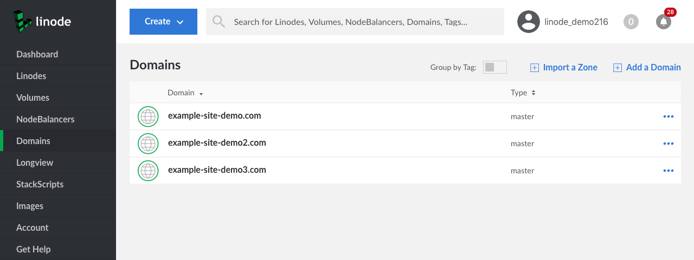 linode
Create
Search for Linodes, Volumes, NodeBalancers, Domains, Tags...
linode_demo216
0
28
Dashboard
Linodes
Volumes
NodeBalancers
Domains
Longview
StackScripts
Images
Account
Get Help
Domains
Group by Tag:
Import a Zone
Add a Domain
Domain
Type
example-site-demo.com
master
example-site-demo2.com
master
example-site-demo3.com
master